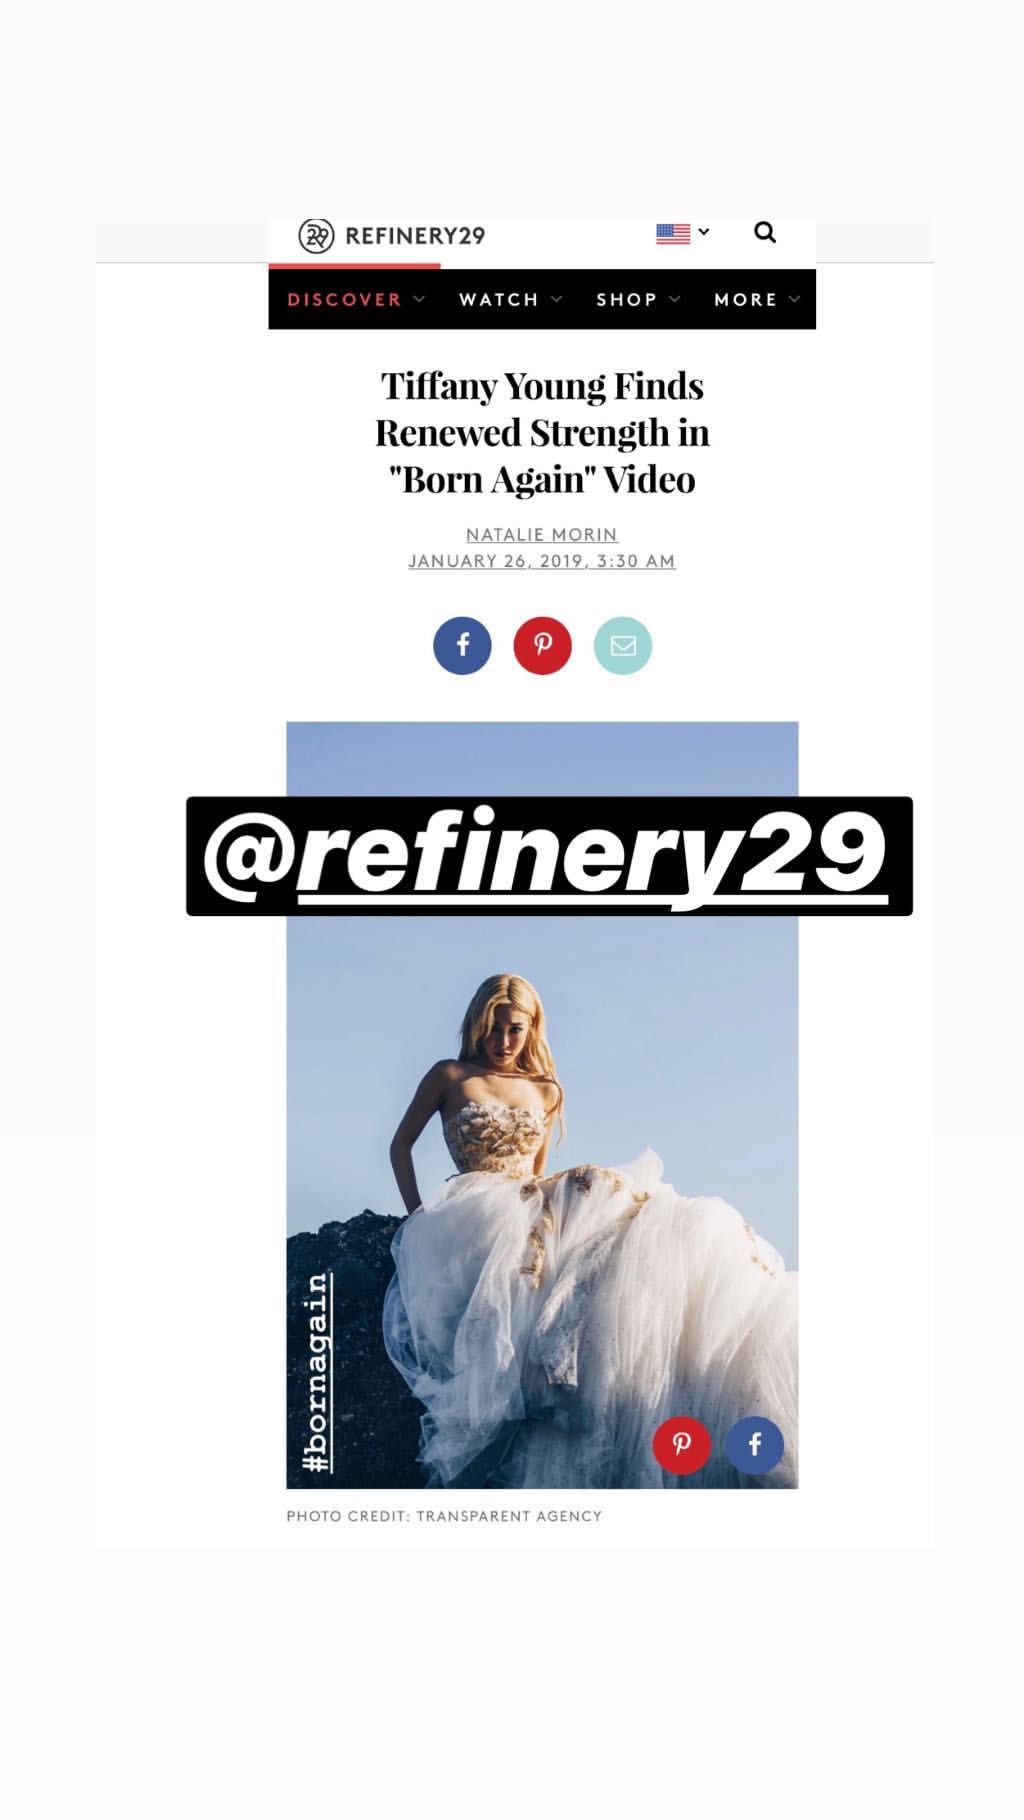 REFINERY29
DISCOVER WATCH SHOP MORE
Tiffany Young Finds
Renewed Strength in
"Born Again" Video
NATALIE MORIN
JANUARY 26, 2019, 3:30 AM
@refinery29
#bornagain
PHOTO CREDIT: TRANSPARENT AGENCY